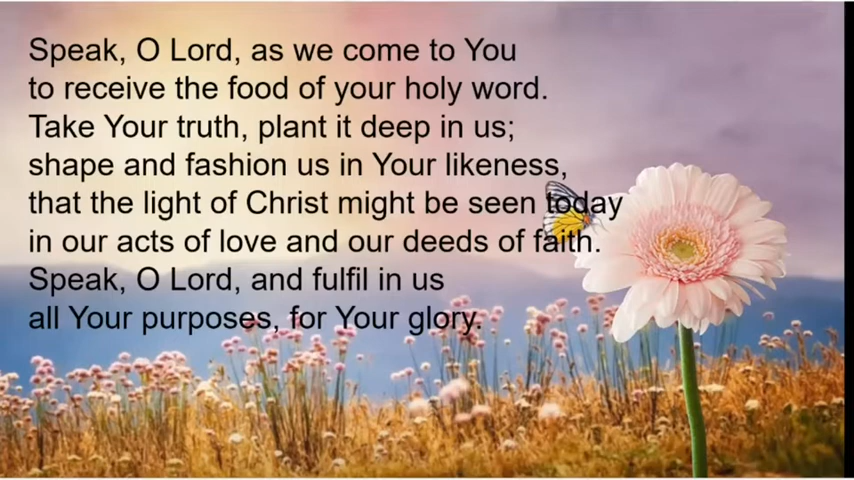 Speak, O Lord, as we come to You
to receive the food of your holy word.
Take Your truth, plant it deep in us;
shape and fashion us in Your likeness,
that the light of Christ might be seen today
in our acts of love and our deeds of faith.
Speak, O Lord, and fulfil in us
all Your purposes, for Your glory.